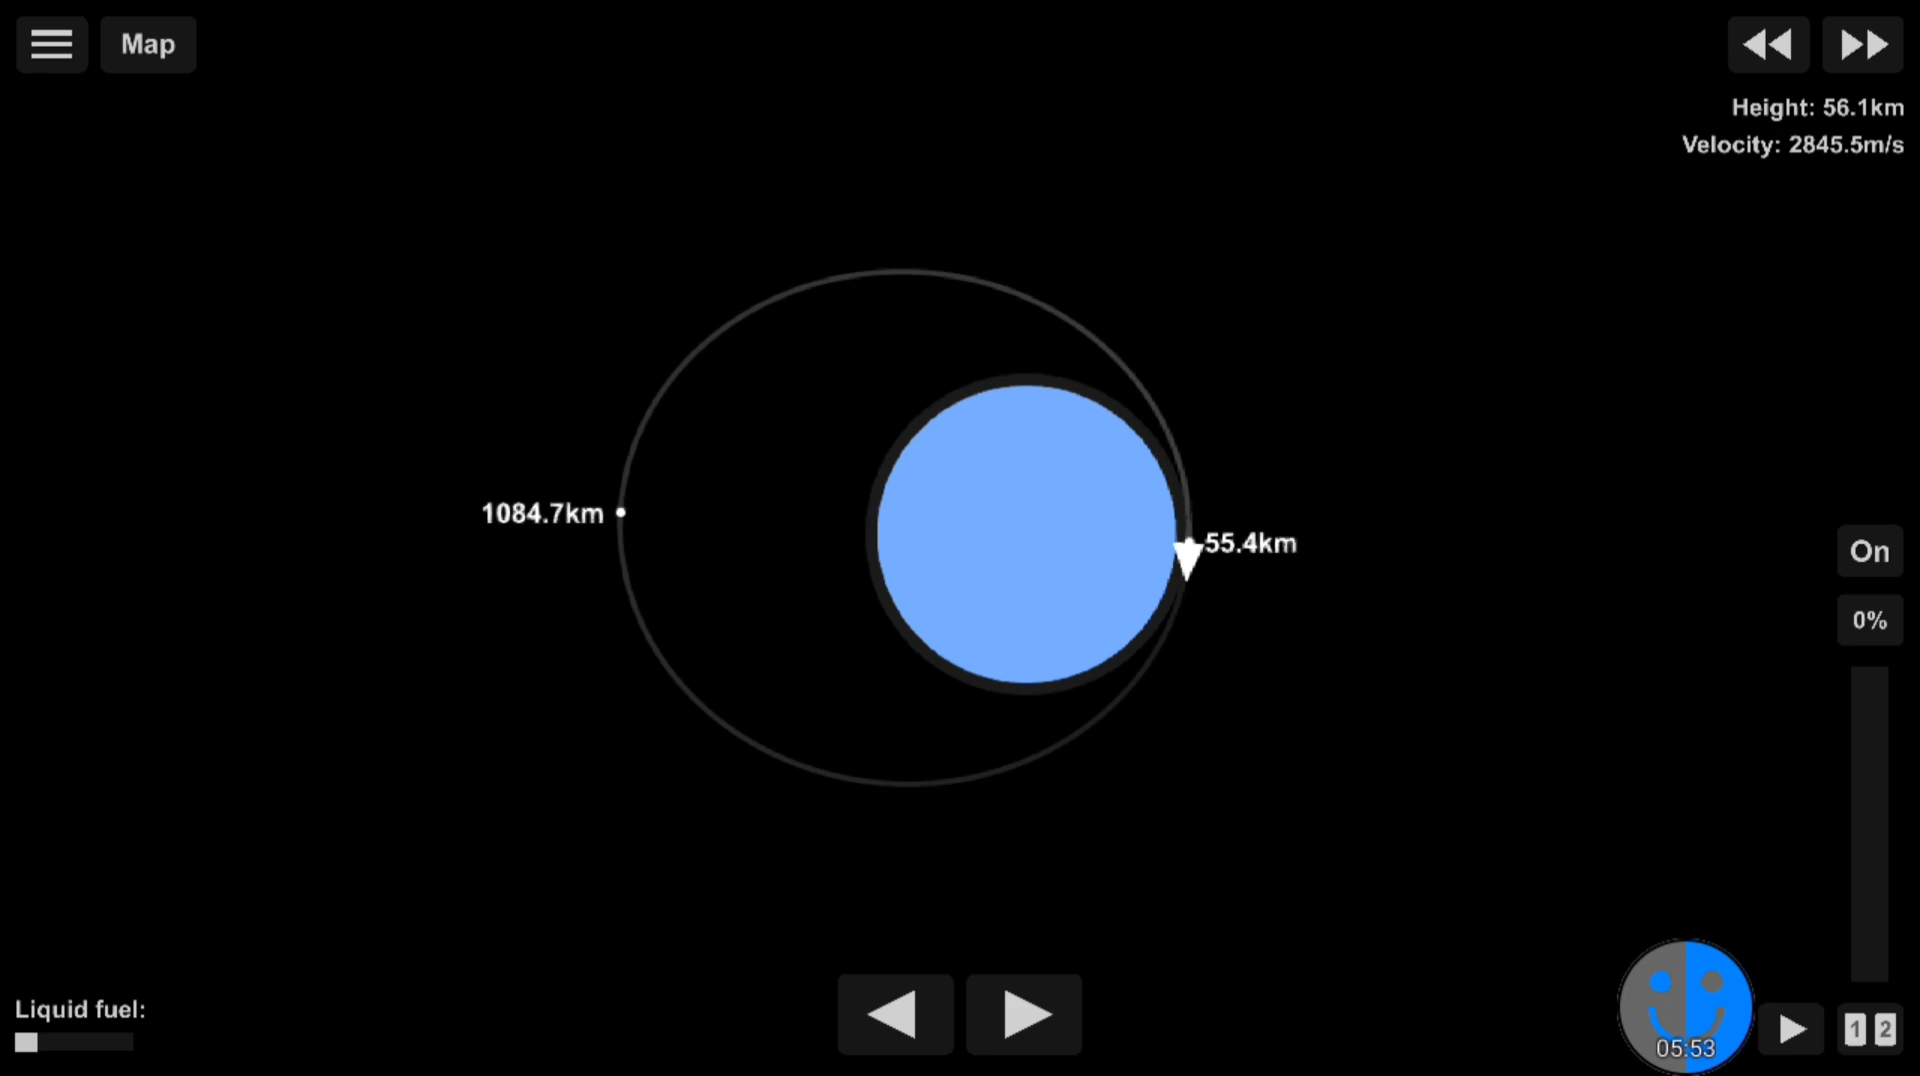 Map
Height: 56.1km
Velocity: 2845.5m/s
1084.7km
55.4km
On
0%
Liquid fuel:
05:53
1 2